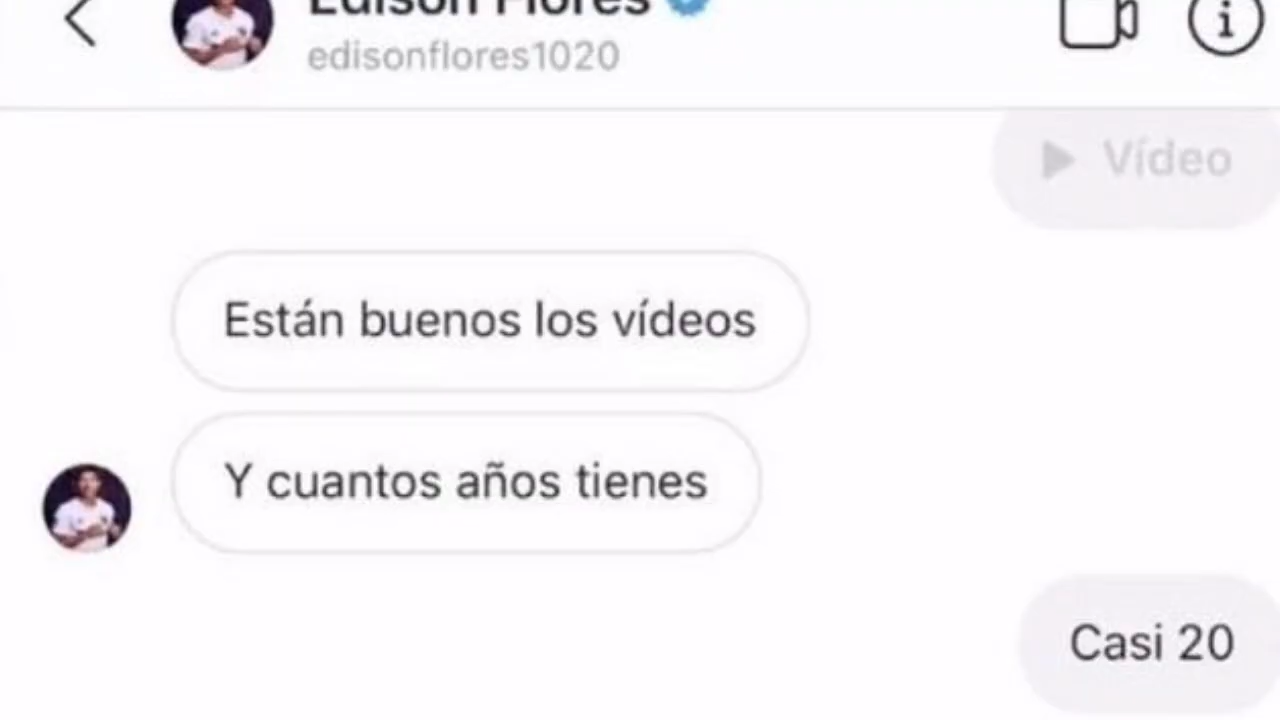 Edison Flores
edisonflores1020
Vídeo
Están buenos los vídeos
Y cuantos años tienes
Casi 20